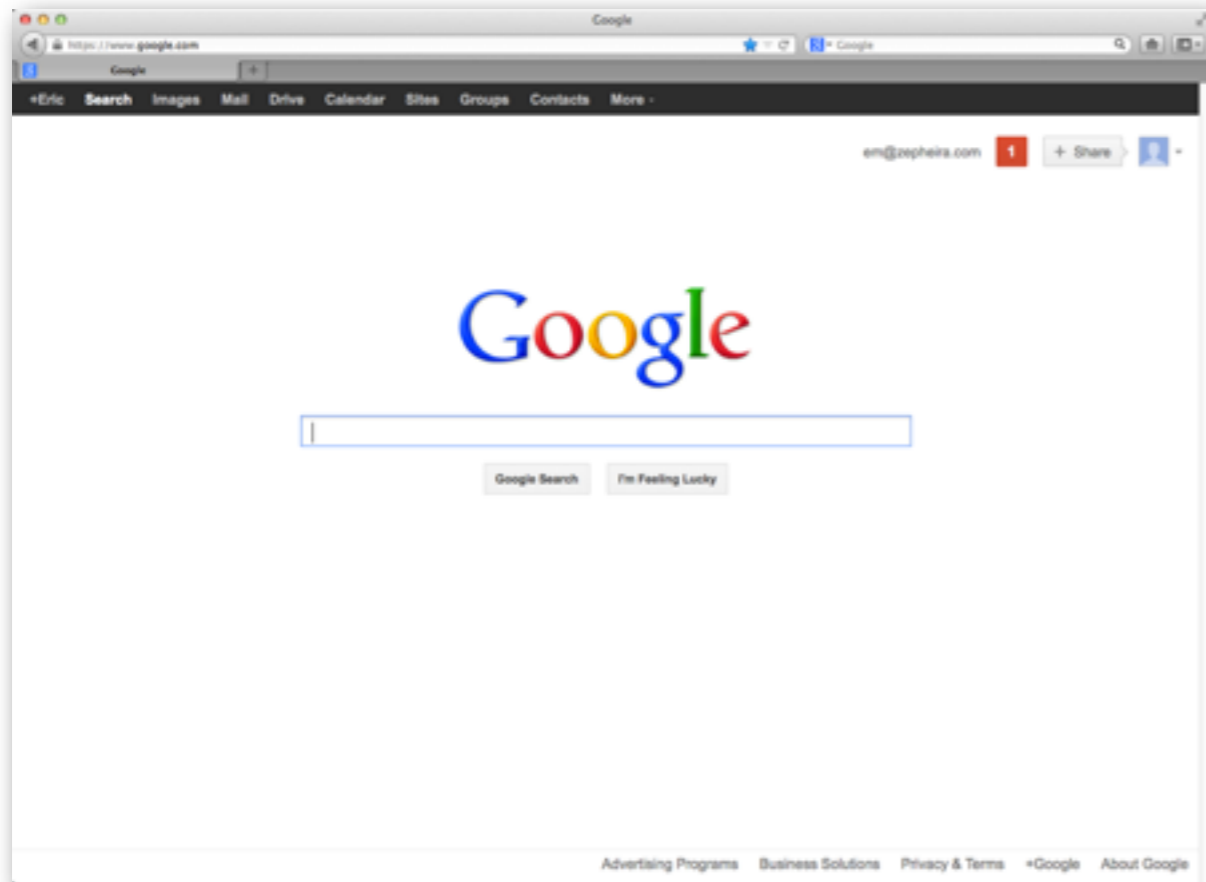 Google
https://www.google.com
Google
Google
+Eric Search Images Mail Drive Calendar Sites Groups Contacts More
em@zepheira.com 1 + Share
Google
Google Search I'm Feeling Lucky
Advertising Programs Business Solutions Privacy & Terms +Google About Google